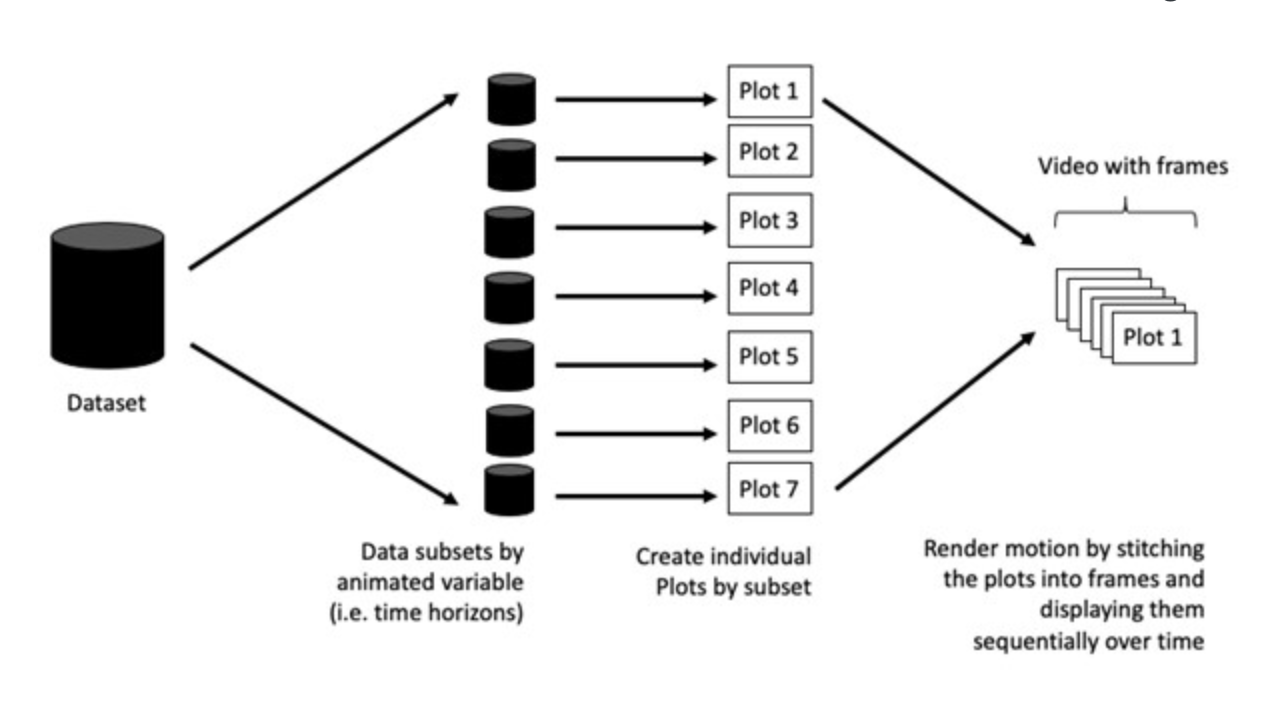 Plot 1
Plot 2
Plot 3
Plot 4
Plot 5
Plot 6
Plot 7
Video with frames
Plot 1
Dataset
Data subsets by
animated variable
(i.e. time horizons)
Create individual
Plots by subset
Render motion by stitching
the plots into frames and
displaying them
sequentially over time